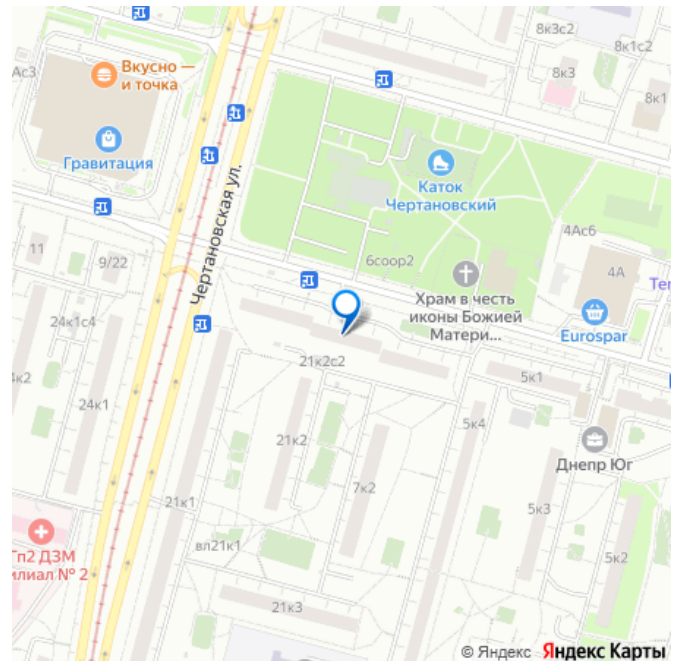 8к3с2
8к1с2
Ас3
Вкусно —
и точка
8к3
8к1
Гравитация
Каток
Чертановский
Чертановская ул.
4Ас6
11
9/22
6соор2
4А
Храм в честь
иконы Божией
Матери...
Eurospar
24к1с4
21к2с2
4к2
5к1
24к1
5к4
21к2
Днепр Юг
7к2
21к1
5к3
Гп2 ДЗМ
илиал № 2
вл21к1
5к2
21к3
© Яндекс Яндекс Карты